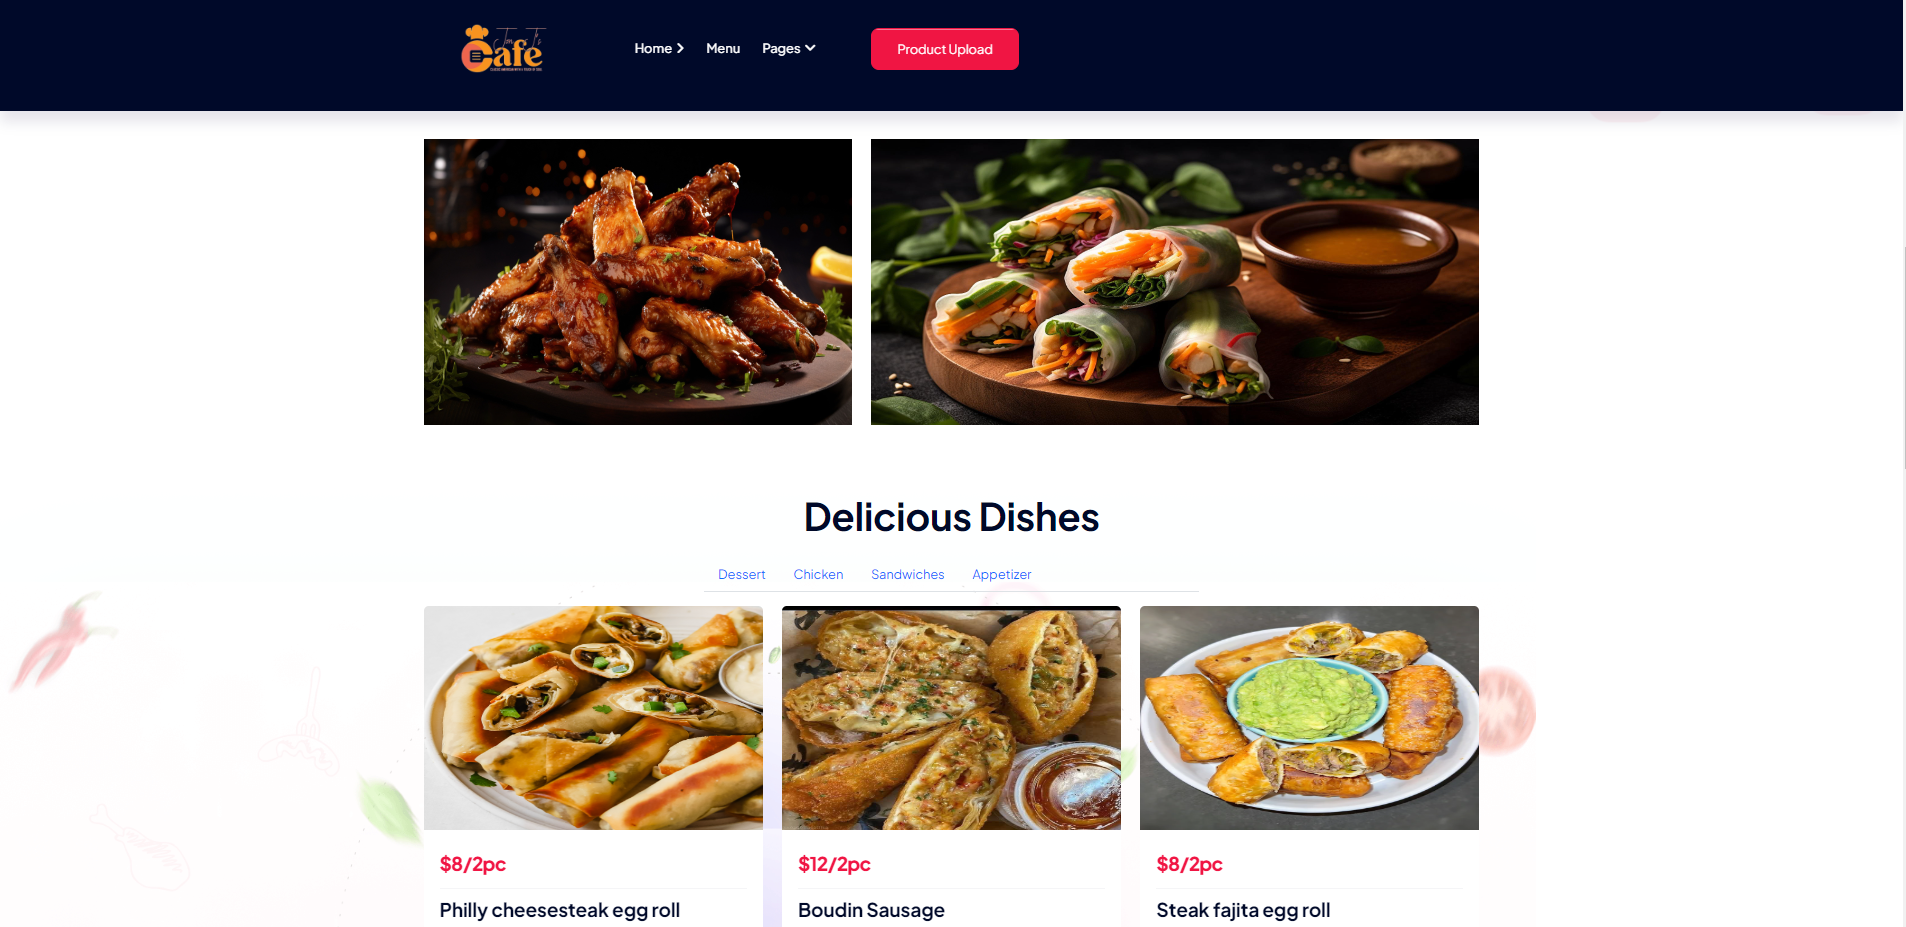 Cafe
Home
Menu
Pages
Product Upload
Delicious Dishes
Dessert
Chicken
Sandwiches
Appetizer
$8/2pc
$12/2pc
$8/2pc
Philly cheesesteak egg roll
Boudin Sausage
Steak fajita egg roll